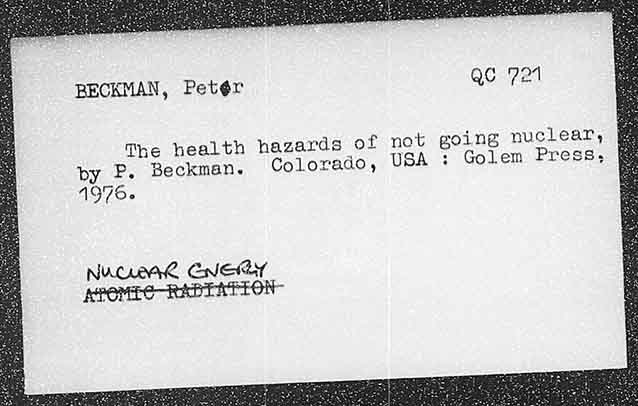 BECKMAN, Peter
QC 721
The health hazards of not going nuclear,
by P. Beckman. Colorado, USA : Golem Press,
1976.
NUCLEAR ENERGY
ATOMIC RADIATION